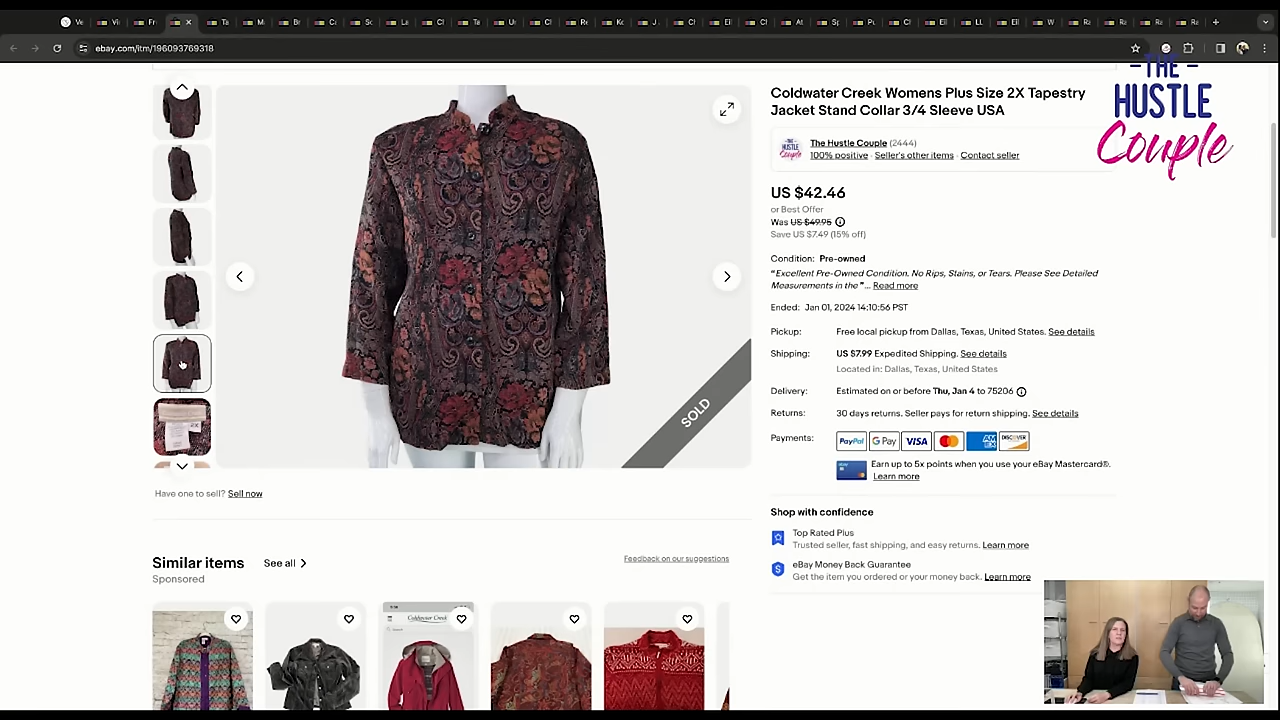 ebay.com/itm/196093769318
-THE-
HUSTLE
Couple
Coldwater Creek Womens Plus Size 2X Tapestry
Jacket Stand Collar 3/4 Sleeve USA
The Hustle Couple (2444)
100% positive · Seller's other items · Contact seller
US $42.46
or Best Offer
Was US $49.95
Save US $7.49 (15% off)
Condition: Pre-owned
“Excellent Pre-Owned Condition. No Rips, Stains, or Tears. Please See Detailed
Measurements in the ” ... Read more
Ended: Jan 01, 2024 14:10:56 PST
Pickup: Free local pickup from Dallas, Texas, United States. See details
Shipping: US $7.99 Expedited Shipping. See details
Located in: Dallas, Texas, United States
Delivery: Estimated on or before Thu, Jan 4 to 75206
Returns: 30 days returns. Seller pays for return shipping. See details
Payments: PayPal G Pay VISA AM EX DISCOVER
Earn up to 5x points when you use your eBay Mastercard®.
Learn more
SOLD
2X
Have one to sell? Sell now
Shop with confidence
Top Rated Plus
Trusted seller, fast shipping, and easy returns. Learn more
eBay Money Back Guarantee
Get the item you ordered or your money back. Learn more
Similar items See all
Sponsored
Feedback on our suggestions
Coldwater Creek